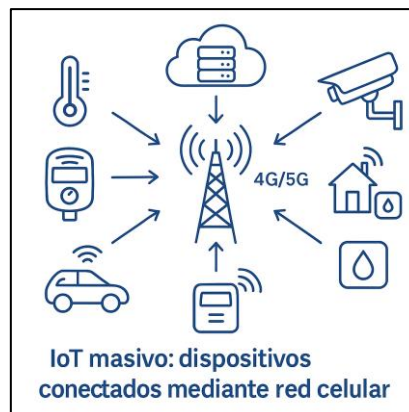 4G/5G
IoT masivo: dispositivos
conectados mediante red celular